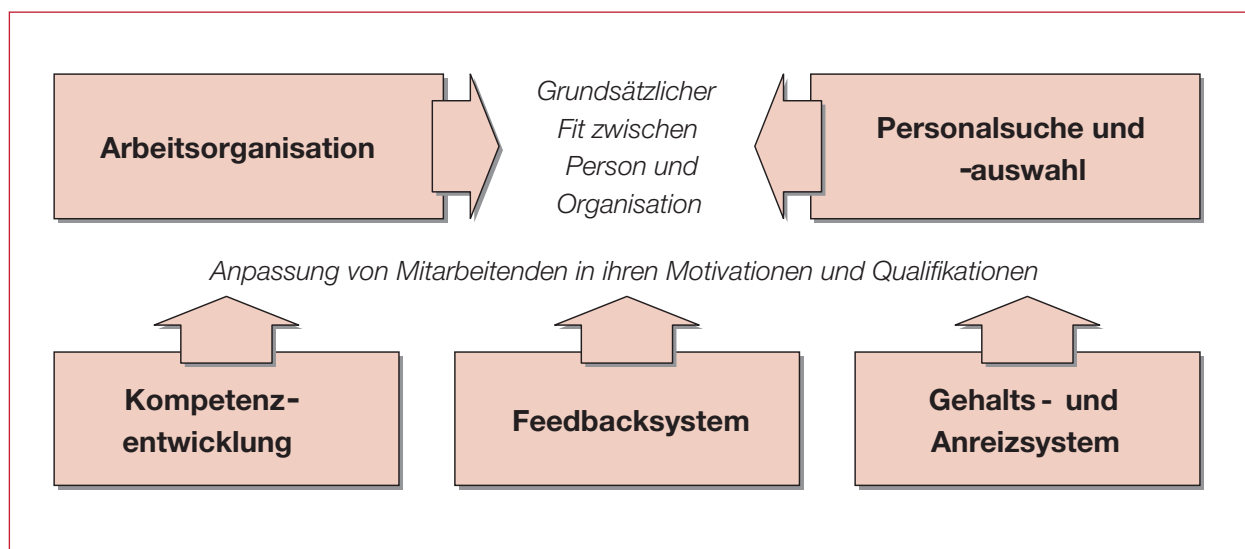 Arbeitsorganisation
Grundsätzlicher
Fit zwischen
Person und
Organisation
Personalsuche und
-auswahl
Anpassung von Mitarbeitenden in ihren Motivationen und Qualifikationen
Kompetenz-
entwicklung
Feedbacksystem
Gehalts - und
Anreizsystem